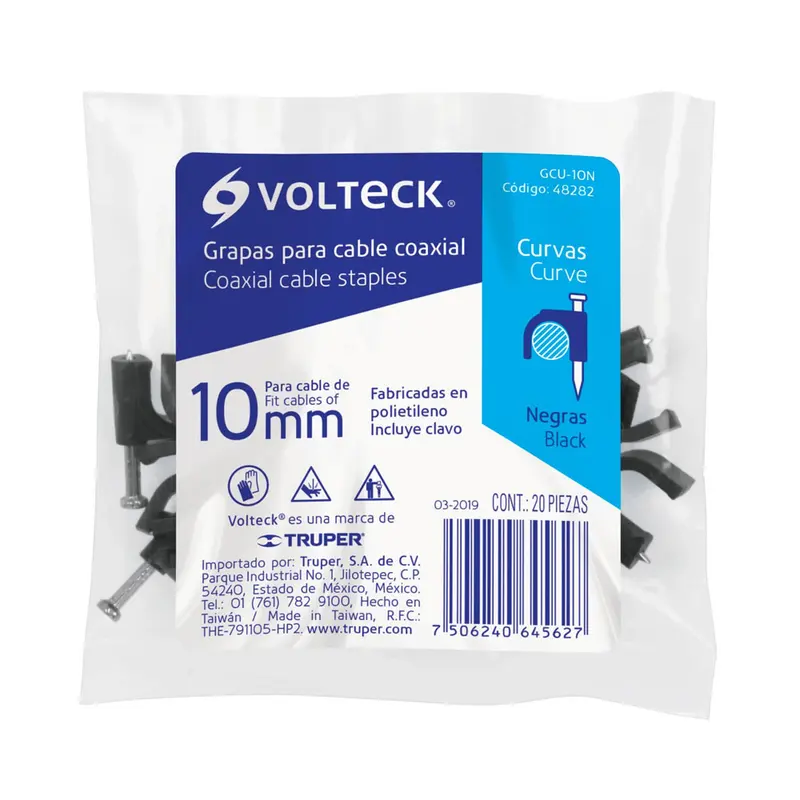 VOLTECK®
Grapas para cable coaxial
Coaxial cable staples
GCU-10N
Código: 48282
Curvas
Curve
Negras
Black
10mm
Para cable de
Fit cables of
Fabricadas en
polietileno
Incluye clavo
Volteck® es una marca de
TRUPER®
03-2019
CONT.: 20 PIEZAS
Importado por: Truper, S.A. de C.V.
Parque Industrial No. 1, Jilotepec, C.P.
54240, Estado de México, México.
Tel.: 01 (761) 782 9100, Hecho en
Taiwán / Made in Taiwan, R.F.C.:
THE-791105-HP2. www.truper.com
7 506240 645627